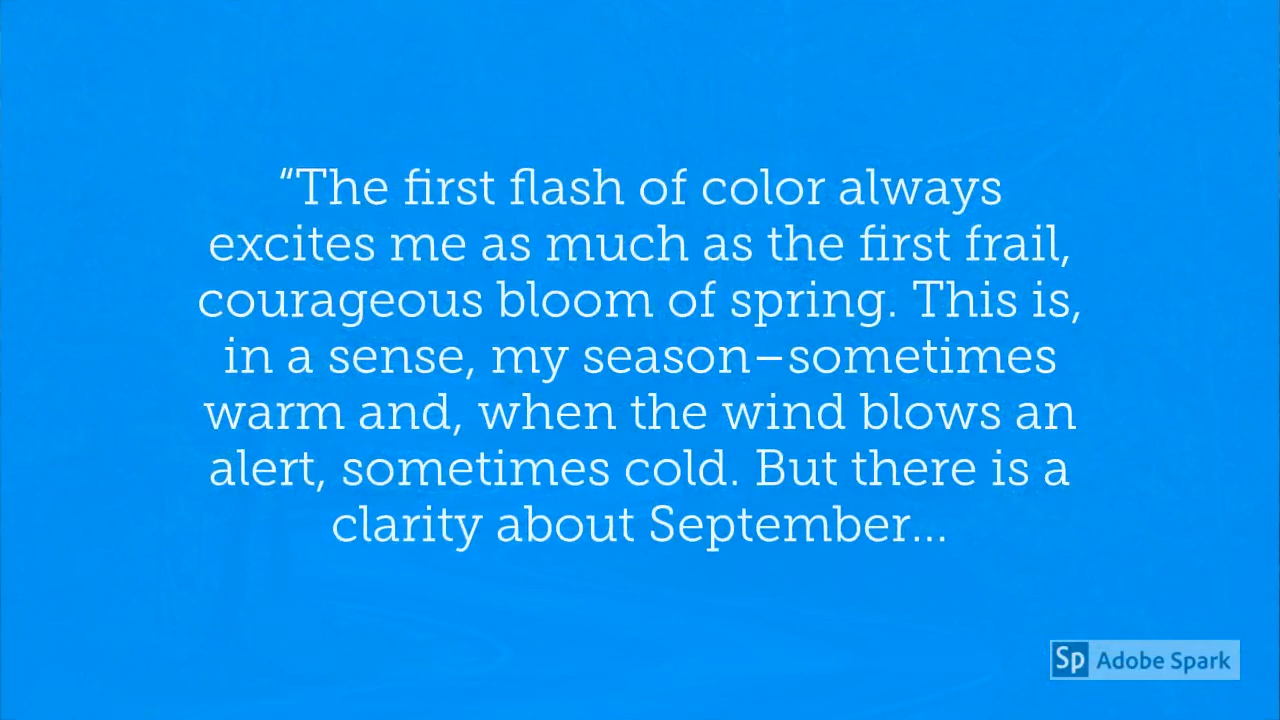 “The first flash of color always
excites me as much as the first frail,
courageous bloom of spring. This is,
in a sense, my season–sometimes
warm and, when the wind blows an
alert, sometimes cold. But there is a
clarity about September...
Sp Adobe Spark